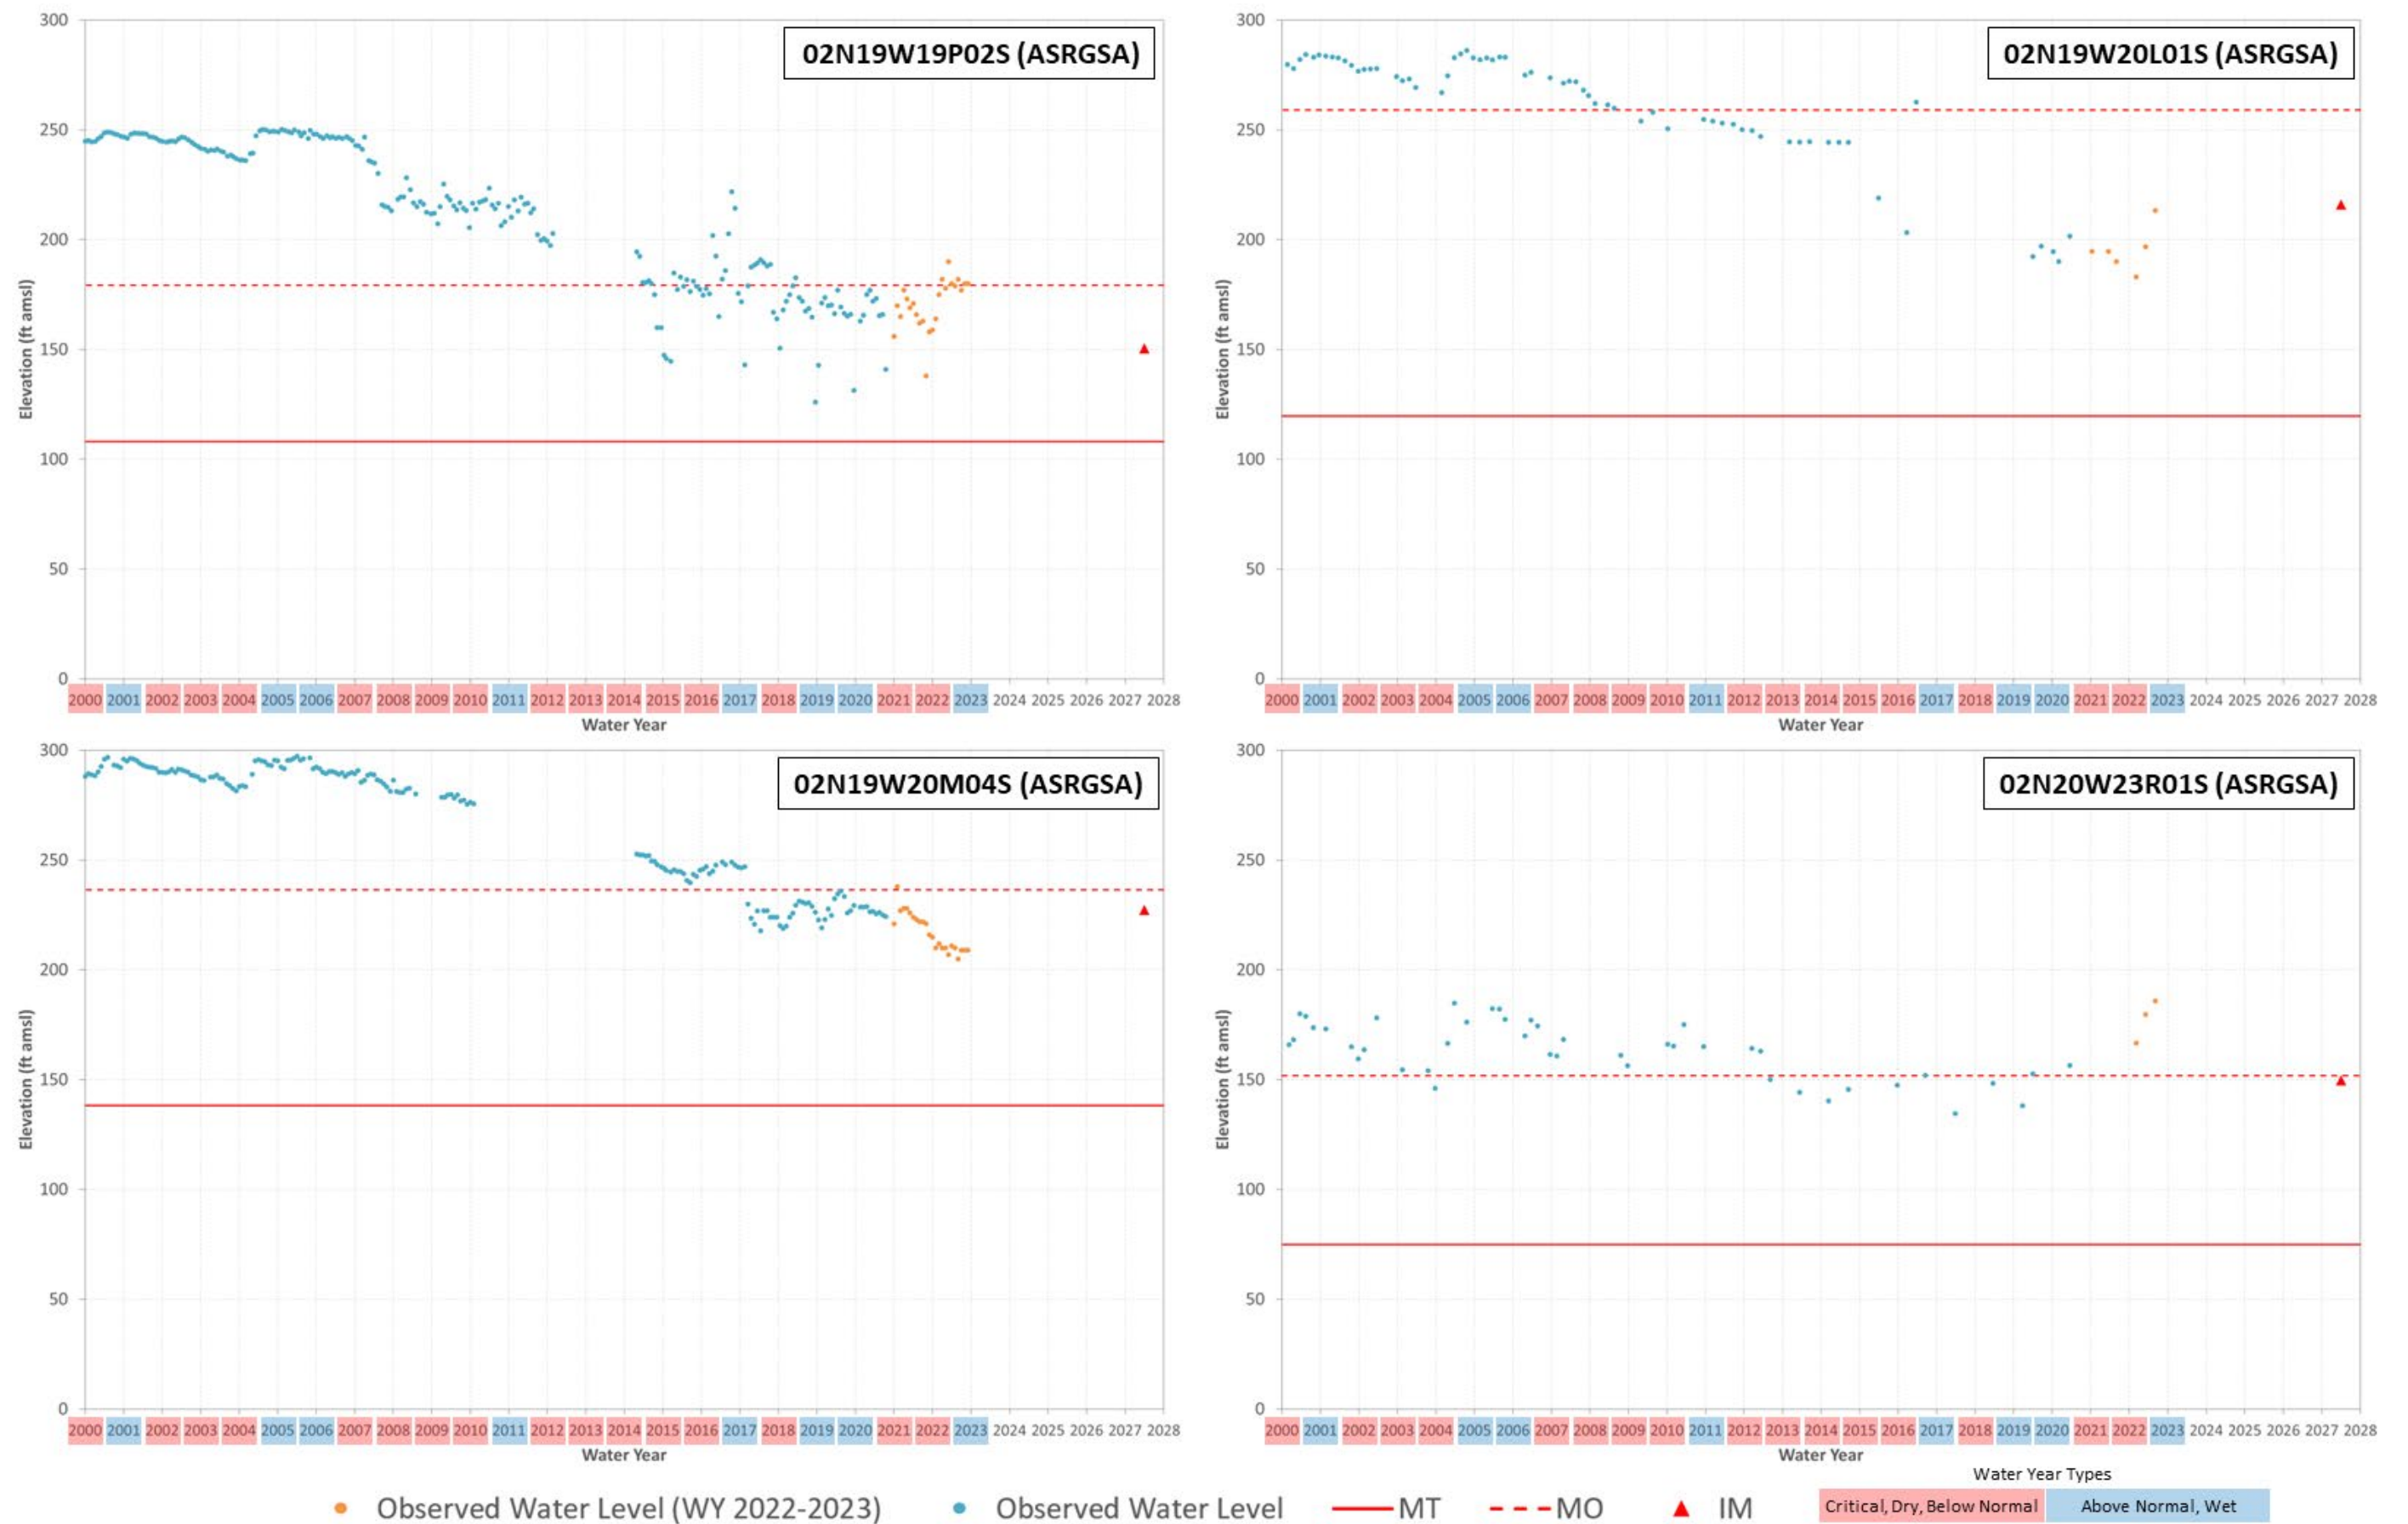 02N19W19P02S (ASRGSA)
300
250
200
150
100
50
0
Elevation (ft amsl)
2000 2001 2002 2003 2004 2005 2006 2007 2008 2009 2010 2011 2012 2013 2014 2015 2016 2017 2018 2019 2020 2021 2022 2023 2024 2025 2026 2027 2028
Water Year
02N19W20L01S (ASRGSA)
300
250
200
150
100
50
0
Elevation (ft amsl)
2000 2001 2002 2003 2004 2005 2006 2007 2008 2009 2010 2011 2012 2013 2014 2015 2016 2017 2018 2019 2020 2021 2022 2023 2024 2025 2026 2027 2028
Water Year
02N19W20M04S (ASRGSA)
300
250
200
150
100
50
0
Elevation (ft amsl)
2000 2001 2002 2003 2004 2005 2006 2007 2008 2009 2010 2011 2012 2013 2014 2015 2016 2017 2018 2019 2020 2021 2022 2023 2024 2025 2026 2027 2028
Water Year
02N20W23R01S (ASRGSA)
300
250
200
150
100
50
0
Elevation (ft amsl)
2000 2001 2002 2003 2004 2005 2006 2007 2008 2009 2010 2011 2012 2013 2014 2015 2016 2017 2018 2019 2020 2021 2022 2023 2024 2025 2026 2027 2028
Water Year
Observed Water Level (WY 2022-2023) Observed Water Level MT MO IM
Water Year Types
Critical, Dry, Below Normal Above Normal, Wet